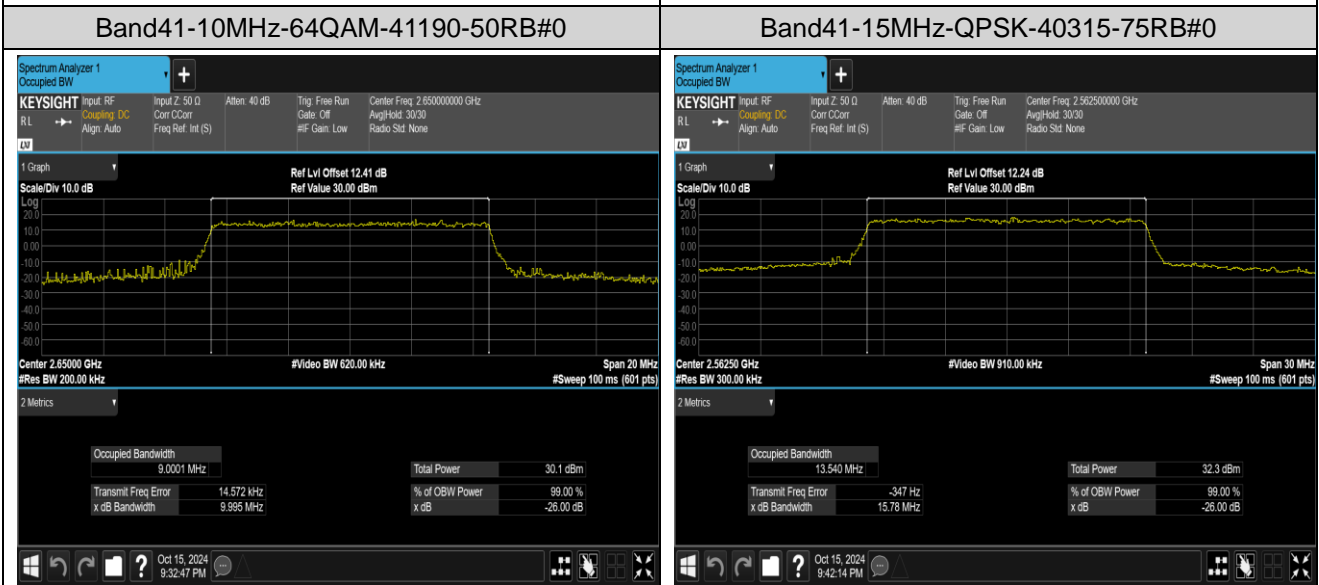 Band41-10MHz-64QAM-41190-50RB#0
Spectrum Analyzer 1
Occupied BW
+
KEYSIGHT
RL
LXI
Input: RF
Coupling: DC
Align: Auto
Input Z: 50 Ω
Corr CCorr
Freq Ref: Int (S)
Atten: 40 dB
Trig: Free Run
Gate: Off
#IF Gain: Low
Center Freq: 2.650000000 GHz
Avg|Hold: 30/30
Radio Std: None
1 Graph
Scale/Div 10.0 dB
Ref Lvl Offset 12.41 dB
Ref Value 30.00 dBm
Log
20.0
10.0
0.00
-10.0
-20.0
-30.0
-40.0
-50.0
-60.0
Center 2.65000 GHz
#Res BW 200.00 kHz
#Video BW 620.00 kHz
Span 20 MHz
#Sweep 100 ms (601 pts)
2 Metrics
Occupied Bandwidth
9.0001 MHz
Transmit Freq Error 14.572 kHz
x dB Bandwidth 9.995 MHz
Total Power 30.1 dBm
% of OBW Power 99.00 %
x dB -26.00 dB
?
Oct 15, 2024
9:32:47 PM
Band41-15MHz-QPSK-40315-75RB#0
Spectrum Analyzer 1
Occupied BW
+
KEYSIGHT
RL
LXI
Input: RF
Coupling: DC
Align: Auto
Input Z: 50 Ω
Corr CCorr
Freq Ref: Int (S)
Atten: 40 dB
Trig: Free Run
Gate: Off
#IF Gain: Low
Center Freq: 2.562500000 GHz
Avg|Hold: 30/30
Radio Std: None
1 Graph
Scale/Div 10.0 dB
Ref Lvl Offset 12.24 dB
Ref Value 30.00 dBm
Log
20.0
10.0
0.00
-10.0
-20.0
-30.0
-40.0
-50.0
-60.0
Center 2.56250 GHz
#Res BW 300.00 kHz
#Video BW 910.00 kHz
Span 30 MHz
#Sweep 100 ms (601 pts)
2 Metrics
Occupied Bandwidth
13.540 MHz
Transmit Freq Error -347 Hz
x dB Bandwidth 15.78 MHz
Total Power 32.3 dBm
% of OBW Power 99.00 %
x dB -26.00 dB
?
Oct 15, 2024
9:42:14 PM